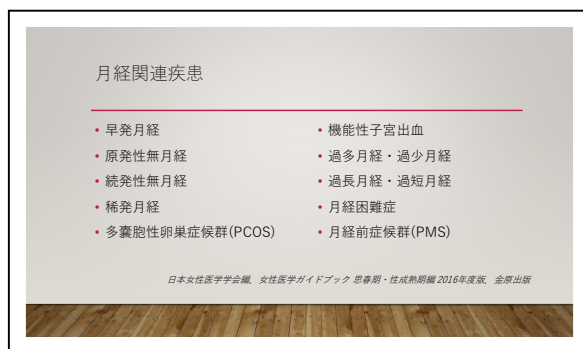 月経関連疾患
• 早発月経
• 原発性無月経
• 続発性無月経
• 稀発月経
• 多嚢胞性卵巣症候群(PCOS)
• 機能性子宮出血
• 過多月経・過少月経
• 過長月経・過短月経
• 月経困難症
• 月経前症候群(PMS)
日本女性医学学会編, 女性医学ガイドブック 思春期・性成熟期編 2016年度版, 金原出版